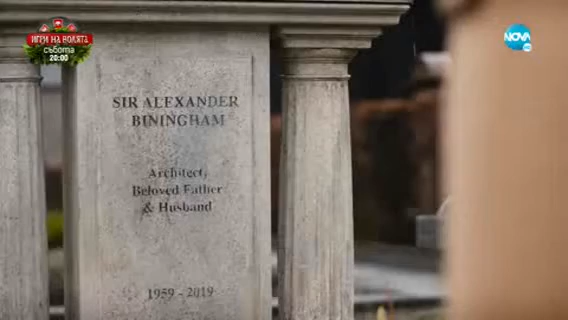 ИГРИ НА ВОЛЯТА
СЪБОТА
20:00
NOVA
SIR ALEXANDER
BININGHAM
Architect,
Beloved Father
& Husband
1959 - 2019